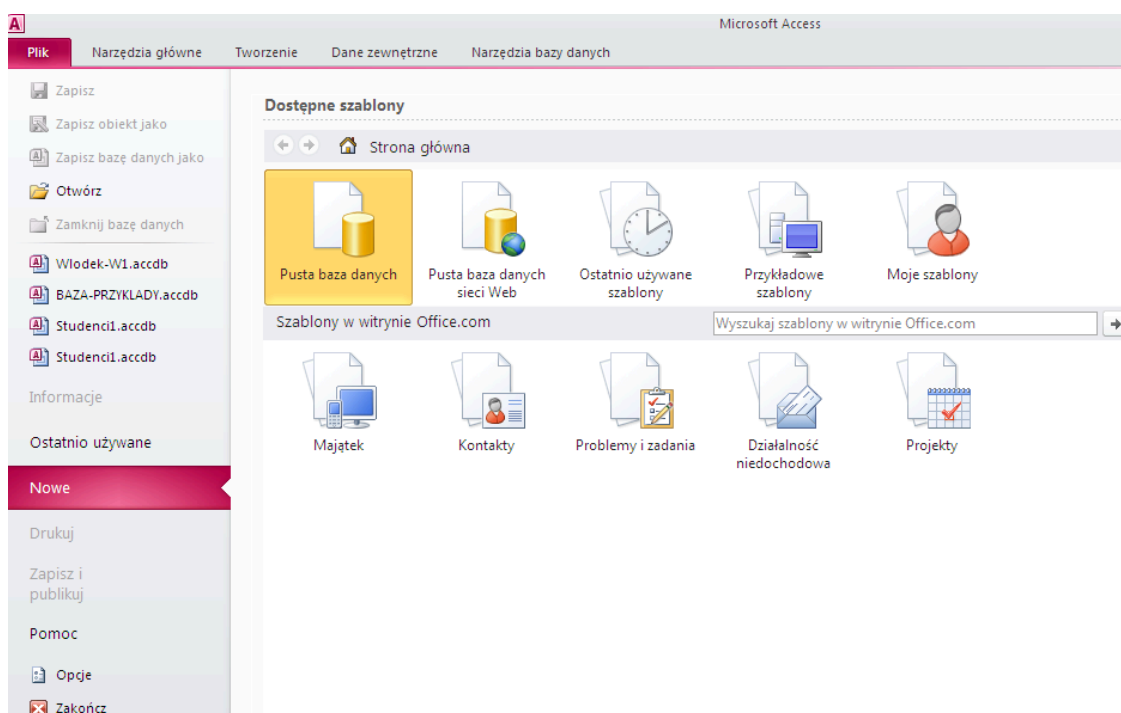 A
Microsoft Access
Plik Narzędzia główne Tworzenie Dane zewnętrzne Narzędzia bazy danych
Zapisz
Zapisz obiekt jako
Zapisz bazę danych jako
Otwórz
Zamknij bazę danych
Wlodek-W1.accdb
BAZA-PRZYKLADY.accdb
Studenci1.accdb
Studenci1.accdb
Informacje
Ostatnio używane
Nowe
Drukuj
Zapisz i
publikuj
Pomoc
Opcje
Zakończ
Dostępne szablony
Strona główna
Pusta baza danych
Pusta baza danych
sieci Web
Ostatnio używane
szablony
Przykładowe
szablony
Moje szablony
Szablony w witrynie Office.com
Wyszukaj szablony w witrynie Office.com
Majątek
Kontakty
Problemy i zadania
Działalność
niedochodowa
Projekty